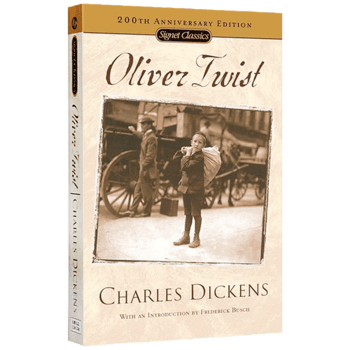 200TH ANNIVERSARY EDITION
Signet Classics
Oliver Twist
CHARLES DICKENS
WITH AN INTRODUCTION BY FREDERICK BUSCH
Oliver Twist | CHARLES DICKENS